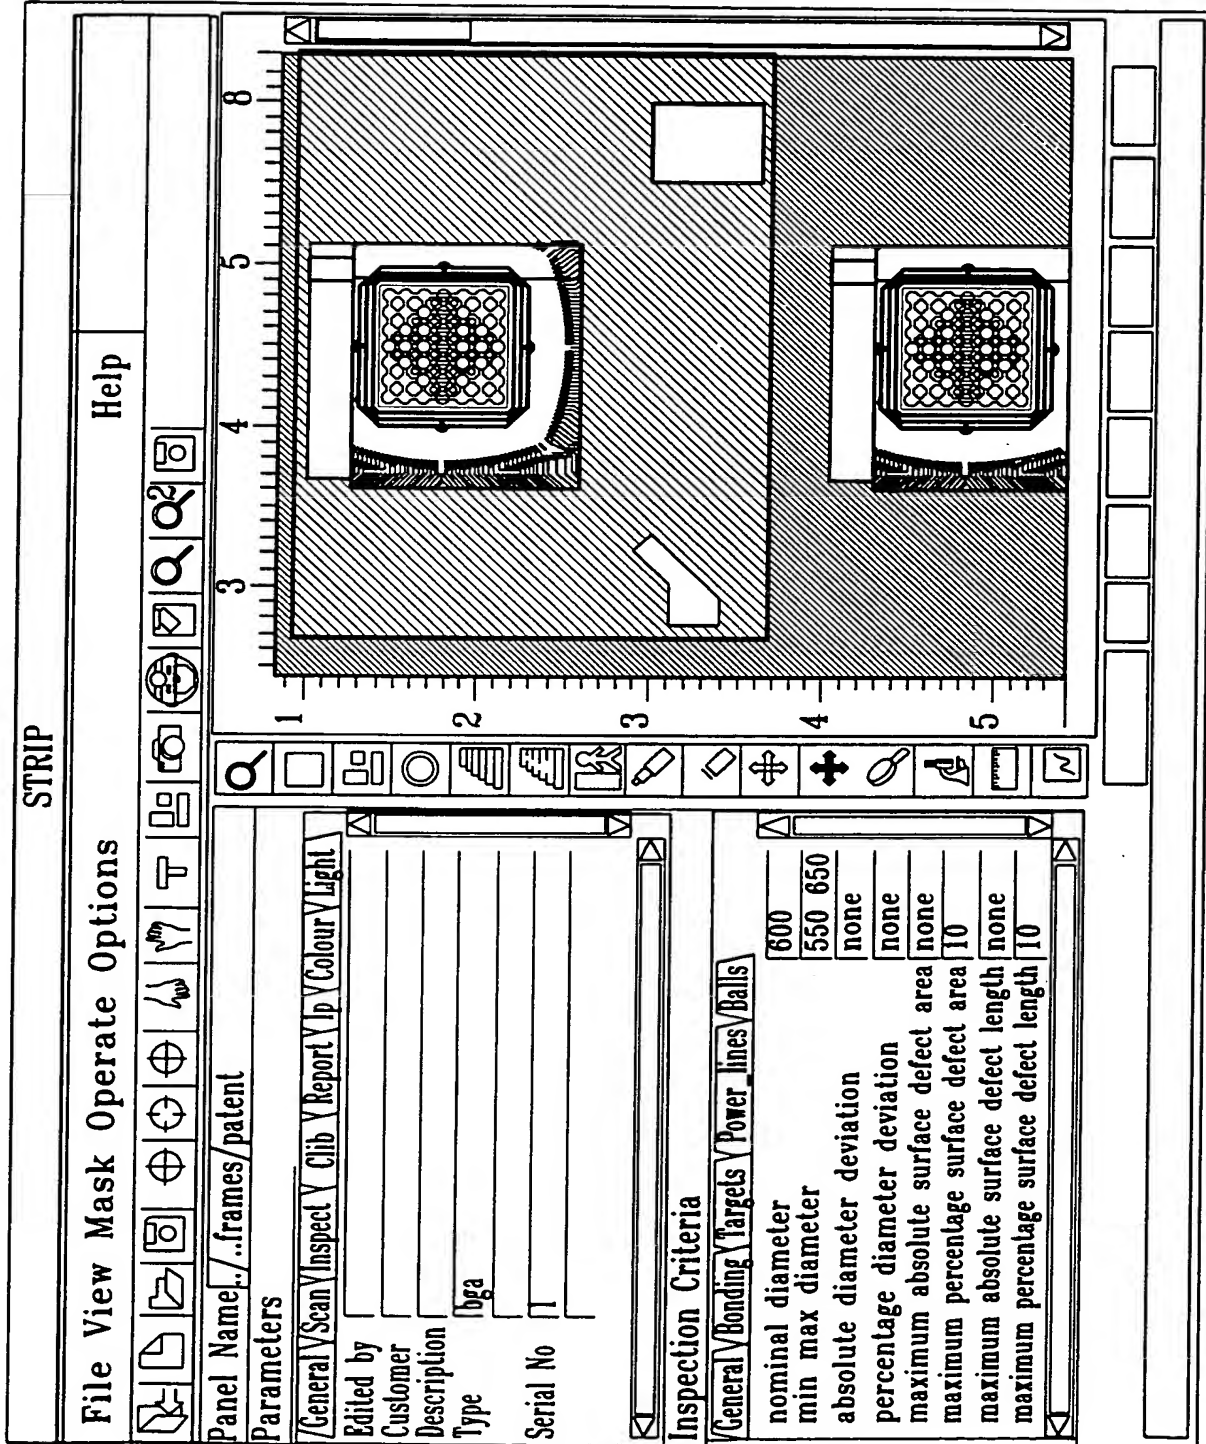 STRIP
File View Mask Operate Options Help
2
Panel Name ../..frames/patent
Parameters
General Scan Inspect Clib Report Ip Colour Light
Edited by
Customer
Description
Type bga
Serial No 1
Inspection Criteria
General Bonding Targets Power_lines Balls
nominal diameter 600
min max diameter 550 650
absolute diameter deviation none
percentage diameter deviation none
maximum absolute surface defect area none
maximum percentage surface defect area 10
maximum absolute surface defect length none
maximum percentage surface defect length 10
3 4 5 8
1
2
3
4
5